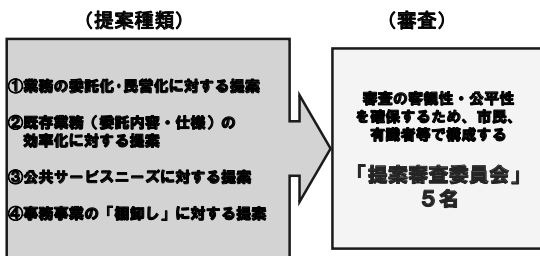 (提案種類)
(審査)
①業務の委託化・民営化に対する提案
②既存業務(委託内容・仕様)の
効率化に対する提案
③公共サービスニーズに対する提案
④事務事業の「棚卸し」に対する提案
審査の客観性・公平性
を確保するため、市民、
有識者等で構成する
「提案審査委員会」
5名